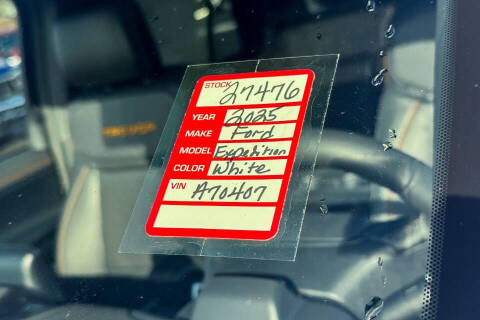 STOCK 27476
YEAR 2025
MAKE Ford
MODEL Expedition
COLOR White
VIN A70407